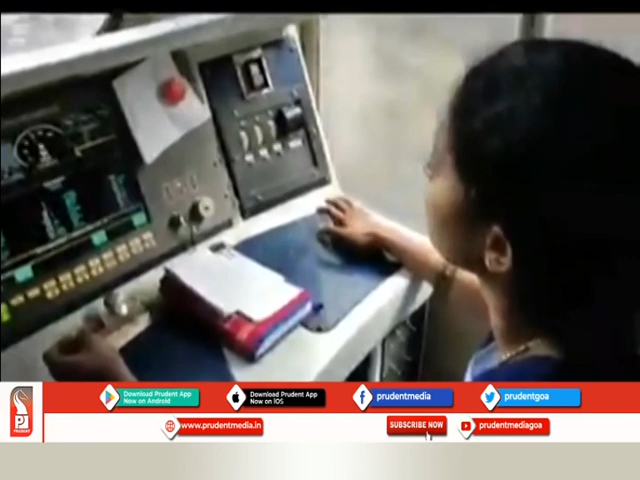 Download Prudent App
Now on Android
Download Prudent App
Now on iOS
prudentmedia
prudentgoa
PRUDENT
www.prudentmedia.in
SUBSCRIBE NOW
prudentmediagoa